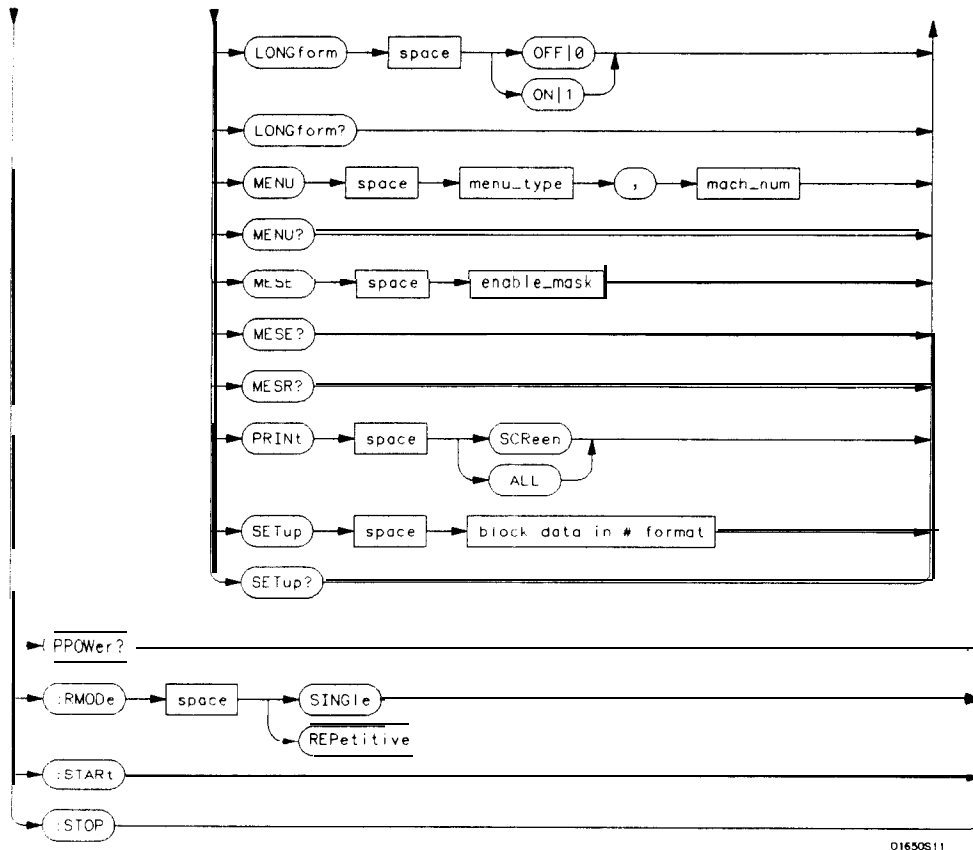 LONGform space OFF|0
ON|1
LONGform?
MENU space menu_type , mach_num
MENU?
MESE space enable_mask
MESE?
MESR?
PRINt space SCReen
ALL
SETup space block data in # format
SETup?
PPOWer?
:RMODe space SINGle
REPetitive
:STARt
:STOP
01650S11